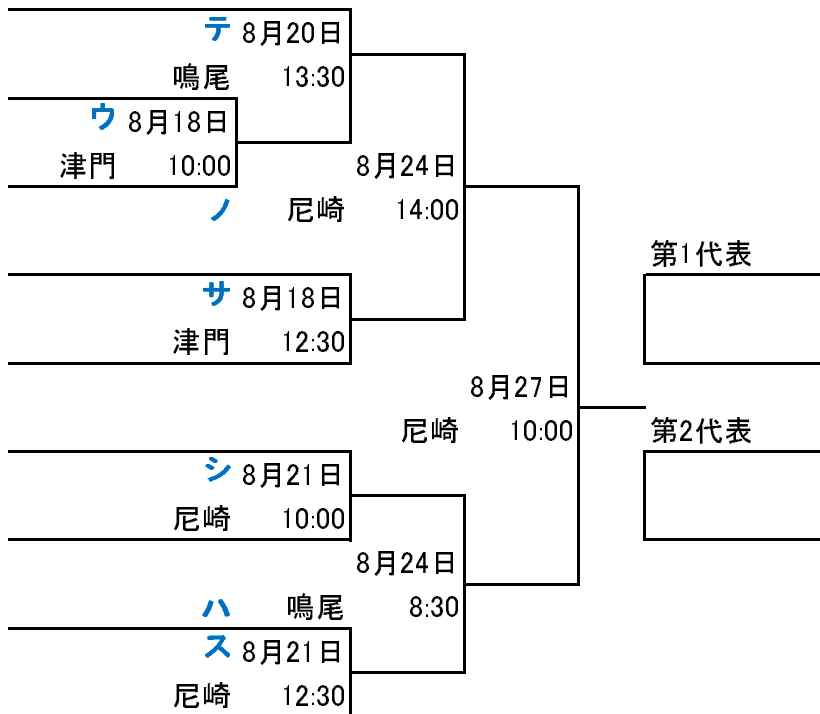 テ 8月20日
鳴尾 13:30
ウ 8月18日
津門 10:00
8月24日
ノ 尼崎 14:00
第1代表
サ 8月18日
津門 12:30
8月27日
尼崎 10:00
第2代表
シ 8月21日
尼崎 10:00
8月24日
ハ 鳴尾 8:30
ス 8月21日
尼崎 12:30